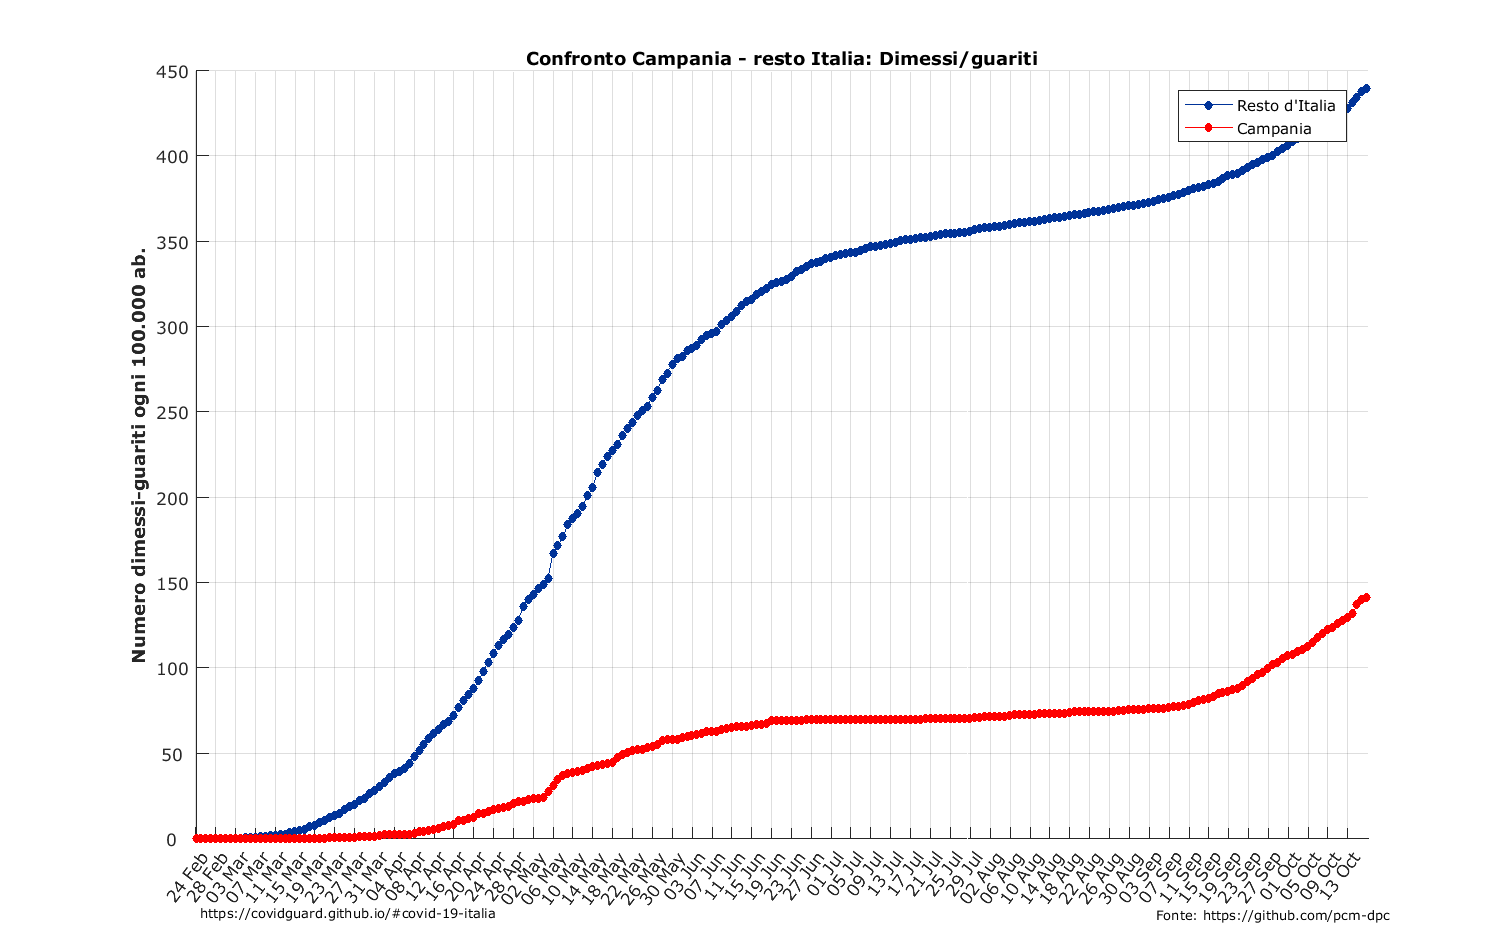 Confronto Campania - resto Italia: Dimessi/guariti
Numero dimessi-guariti ogni 100.000 ab.
450
400
350
300
250
200
150
100
50
0
Resto d'Italia
Campania
24 Feb
28 Feb
03 Mar
07 Mar
11 Mar
15 Mar
19 Mar
23 Mar
27 Mar
31 Mar
04 Apr
08 Apr
12 Apr
16 Apr
20 Apr
24 Apr
28 Apr
02 May
06 May
10 May
14 May
18 May
22 May
26 May
30 May
03 Jun
07 Jun
11 Jun
15 Jun
19 Jun
23 Jun
27 Jun
01 Jul
05 Jul
09 Jul
13 Jul
17 Jul
21 Jul
25 Jul
29 Jul
02 Aug
06 Aug
10 Aug
14 Aug
18 Aug
22 Aug
26 Aug
30 Aug
03 Sep
07 Sep
11 Sep
15 Sep
19 Sep
23 Sep
27 Sep
01 Oct
05 Oct
09 Oct
13 Oct
https://covidguard.github.io/#covid-19-italia
Fonte: https://github.com/pcm-dpc